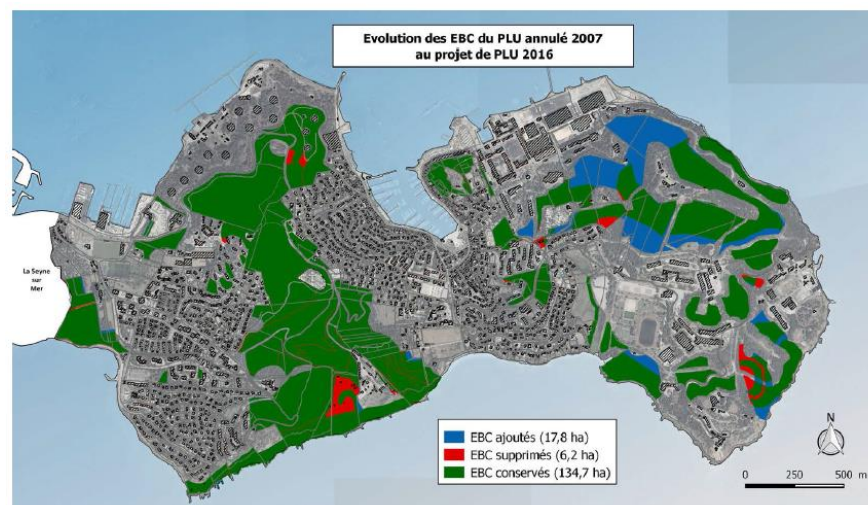 Evolution des EBC du PLU annulé 2007
au projet de PLU 2016
La Seyne
sur
Mer
EBC ajoutés (17,8 ha)
EBC supprimés (6,2 ha)
EBC conservés (134,7 ha)
N
0 250 500 m